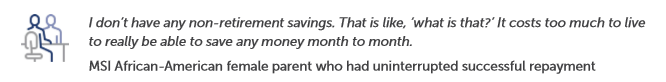 I don't have any non-retirement savings. That is like, 'what is that?' It costs too much to live
to really be able to save any money month to month.
MSI African-American female parent who had uninterrupted successful repayment